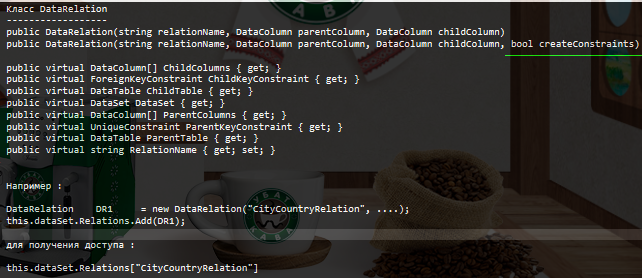 Класс DataRelation
------------------
public DataRelation(string relationName, DataColumn parentColumn, DataColumn childColumn)
public DataRelation(string relationName, DataColumn parentColumn, DataColumn childColumn, bool createConstraints)
public virtual DataColumn[] ChildColumns { get; }
public virtual ForeignKeyConstraint ChildKeyConstraint { get; }
public virtual DataTable ChildTable { get; }
public virtual DataSet DataSet { get; }
public virtual DataColumn[] ParentColumns { get; }
public virtual UniqueConstraint ParentKeyConstraint { get; }
public virtual DataTable ParentTable { get; }
public virtual string RelationName { get; set; }
Например :
DataRelation    DR1     = new DataRelation("CityCountryRelation", ....);
this.dataSet.Relations.Add(DR1);
для получения доступа :
this.dataSet.Relations["CityCountryRelation"]